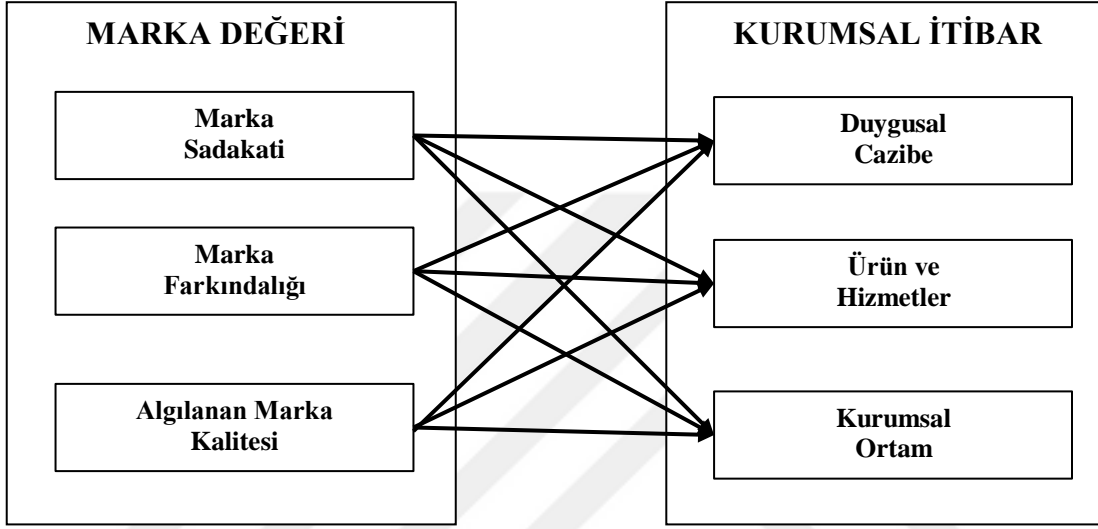 MARKA DEĞERİ
Marka
Sadakati
Marka
Farkındalığı
Algılanan Marka
Kalitesi
KURUMSAL İTİBAR
Duygusal
Cazibe
Ürün ve
Hizmetler
Kurumsal
Ortam